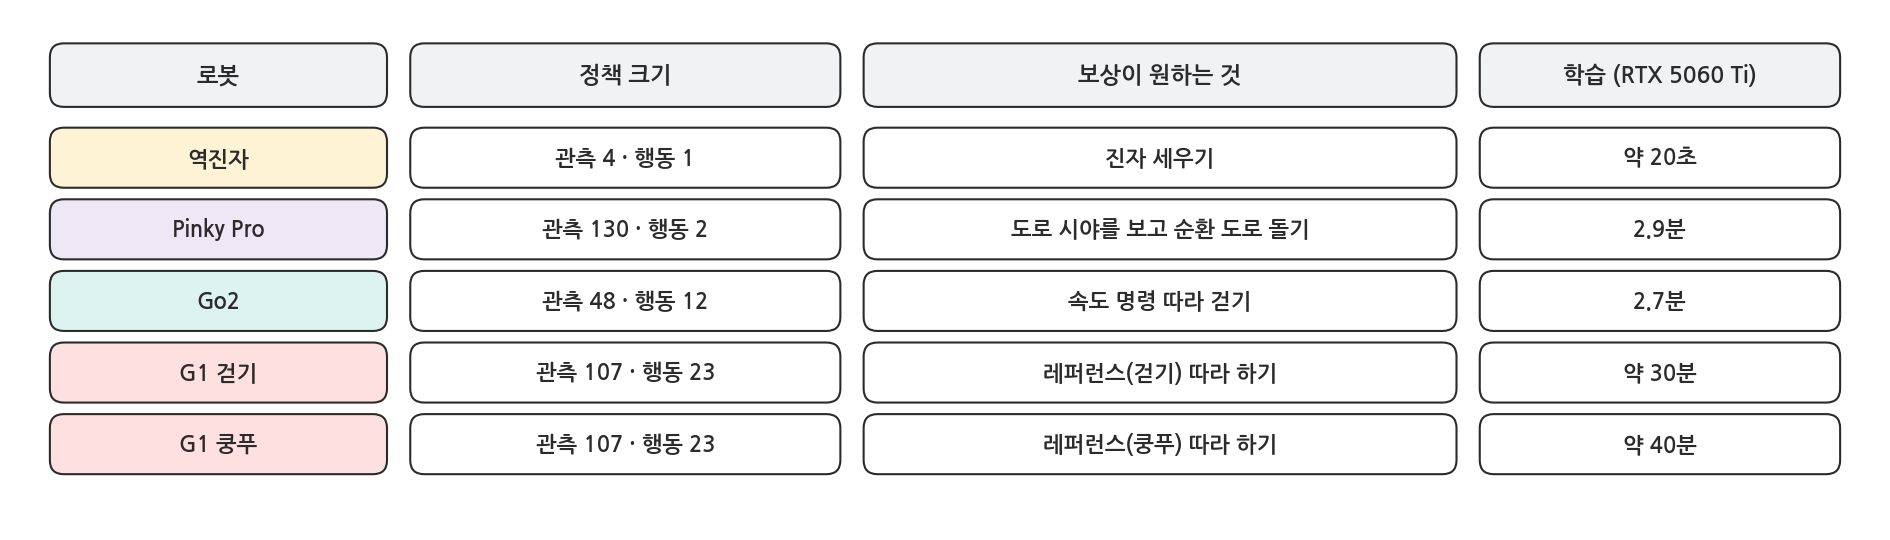 로봇
정책 크기
보상이 원하는 것
학습 (RTX 5060 Ti)
역진자
관측 4 · 행동 1
진자 세우기
약 20초
Pinky Pro
관측 130 · 행동 2
도로 시야를 보고 순환 도로 돌기
2.9분
Go2
관측 48 · 행동 12
속도 명령 따라 걷기
2.7분
G1 걷기
관측 107 · 행동 23
레퍼런스(걷기) 따라 하기
약 30분
G1 쿵푸
관측 107 · 행동 23
레퍼런스(쿵푸) 따라 하기
약 40분